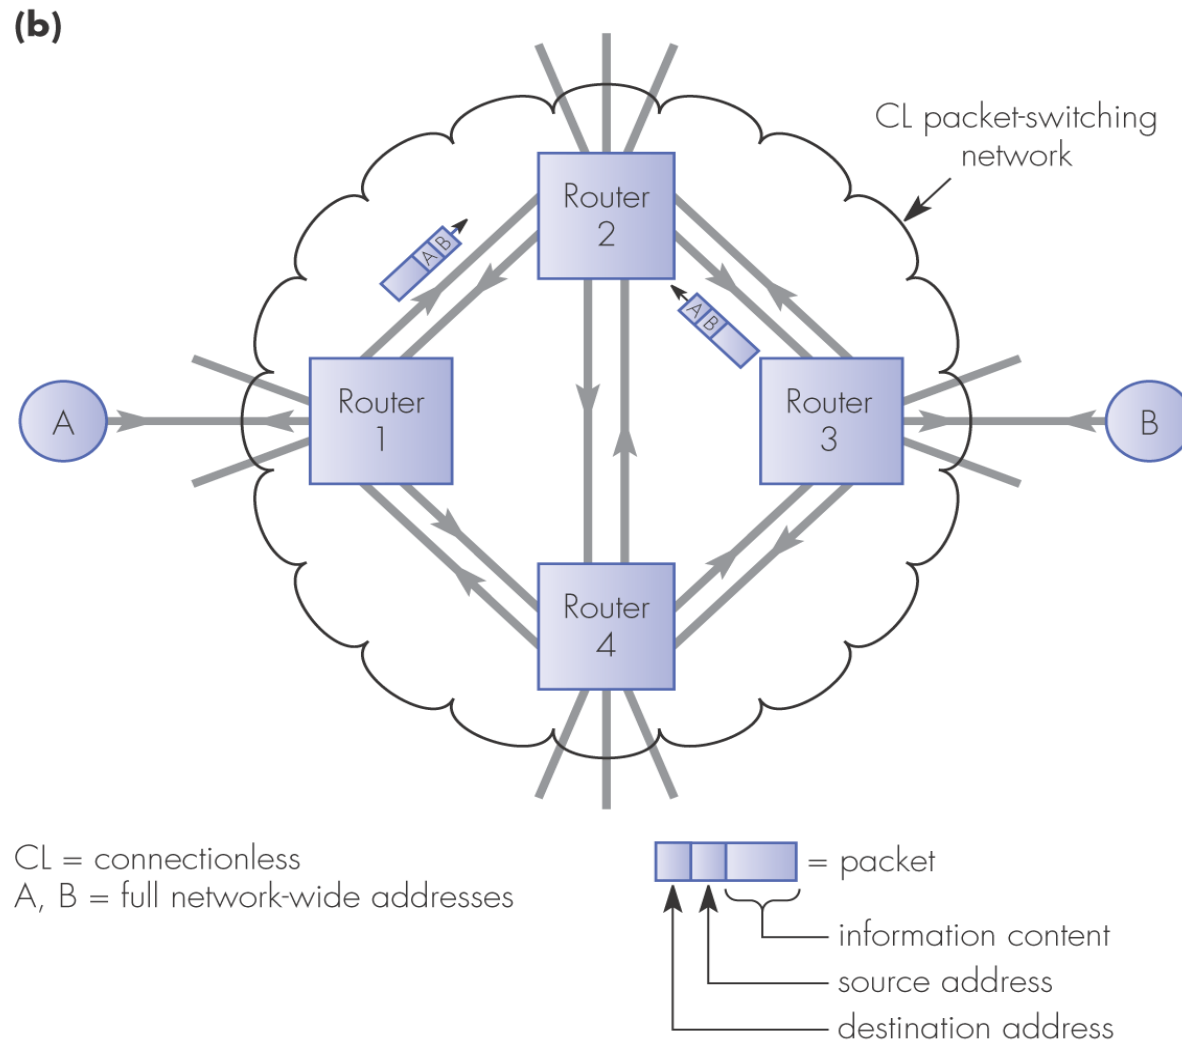 (b)
CL packet-switching
network
Router
2
A B
A B
A
Router
1
Router
3
B
Router
4
CL = connectionless
A, B = full network-wide addresses
= packet
information content
source address
destination address